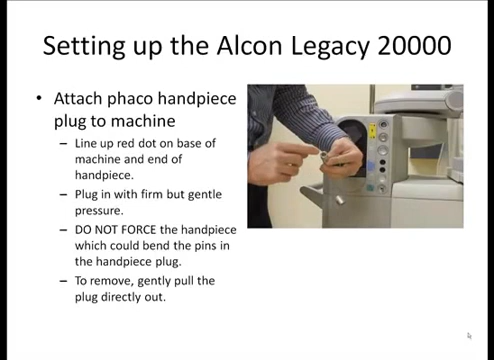 Setting up the Alcon Legacy 20000
• Attach phaco handpiece
plug to machine
– Line up red dot on base of
machine and end of
handpiece.
– Plug in with firm but gentle
pressure.
– DO NOT FORCE the handpiece
which could bend the pins in
the handpiece plug.
– To remove, gently pull the
plug directly out.